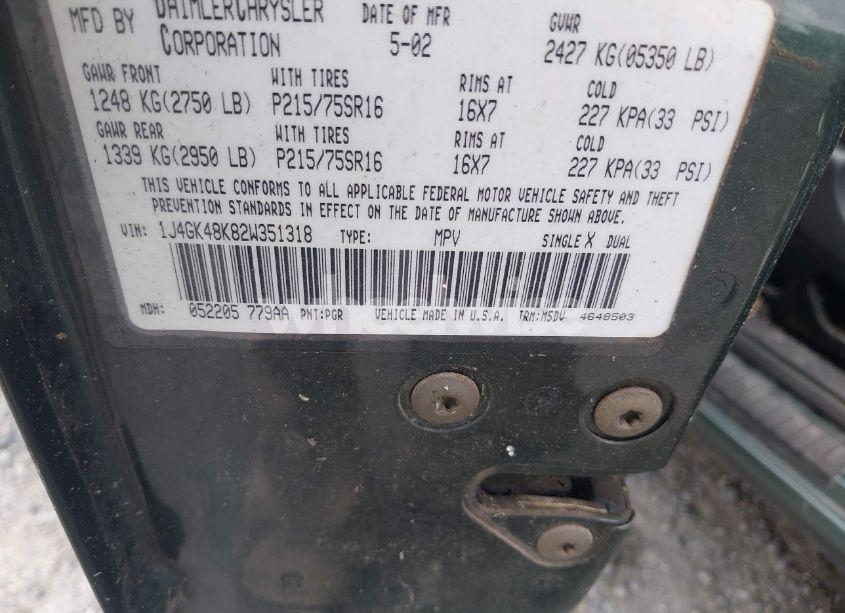 MFD BY DAIMLERCHRYSLER CORPORATION
DATE OF MFR 5-02
GVWR 2427 KG(05350 LB)
GAWR FRONT WITH TIRES RIMS AT COLD
1248 KG(2750 LB) P215/75SR16 16X7 227 KPA(33 PSI)
GAWR REAR WITH TIRES RIMS AT COLD
1339 KG(2950 LB) P215/75SR16 16X7 227 KPA(33 PSI)
THIS VEHICLE CONFORMS TO ALL APPLICABLE FEDERAL MOTOR VEHICLE SAFETY AND THEFT
PREVENTION STANDARDS IN EFFECT ON THE DATE OF MANUFACTURE SHOWN ABOVE.
VIN: 1J4GK48K82W351318 TYPE: MPV SINGLE X DUAL
MDH: 052205 779AA PNT:PGR VEHICLE MADE IN U.S.A. TRM:MSDV 4648503